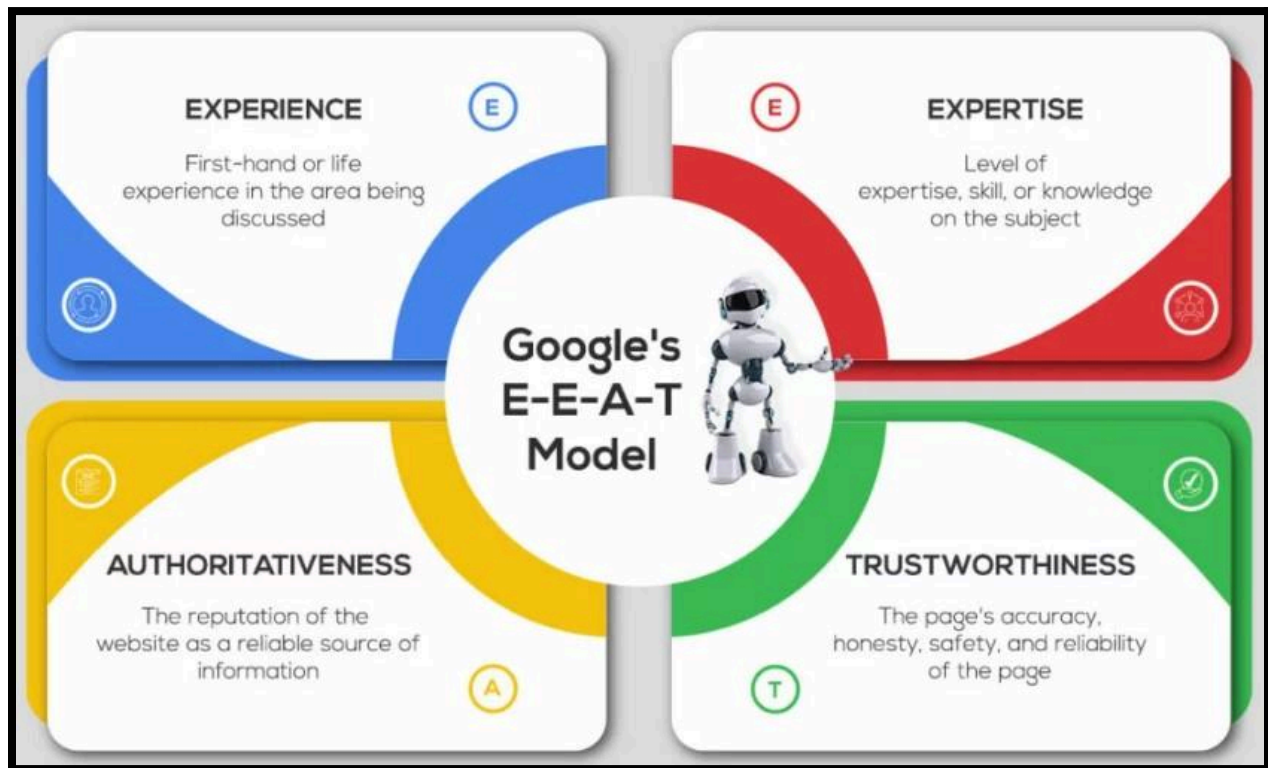 EXPERIENCE
E
First-hand or life
experience in the area being
discussed
E
EXPERTISE
Level of
expertise, skill, or knowledge
on the subject
Google's
E-E-A-T
Model
AUTHORITATIVENESS
The reputation of the
website as a reliable source of
information
A
TRUSTWORTHINESS
The page's accuracy,
honesty, safety, and reliability
of the page
T